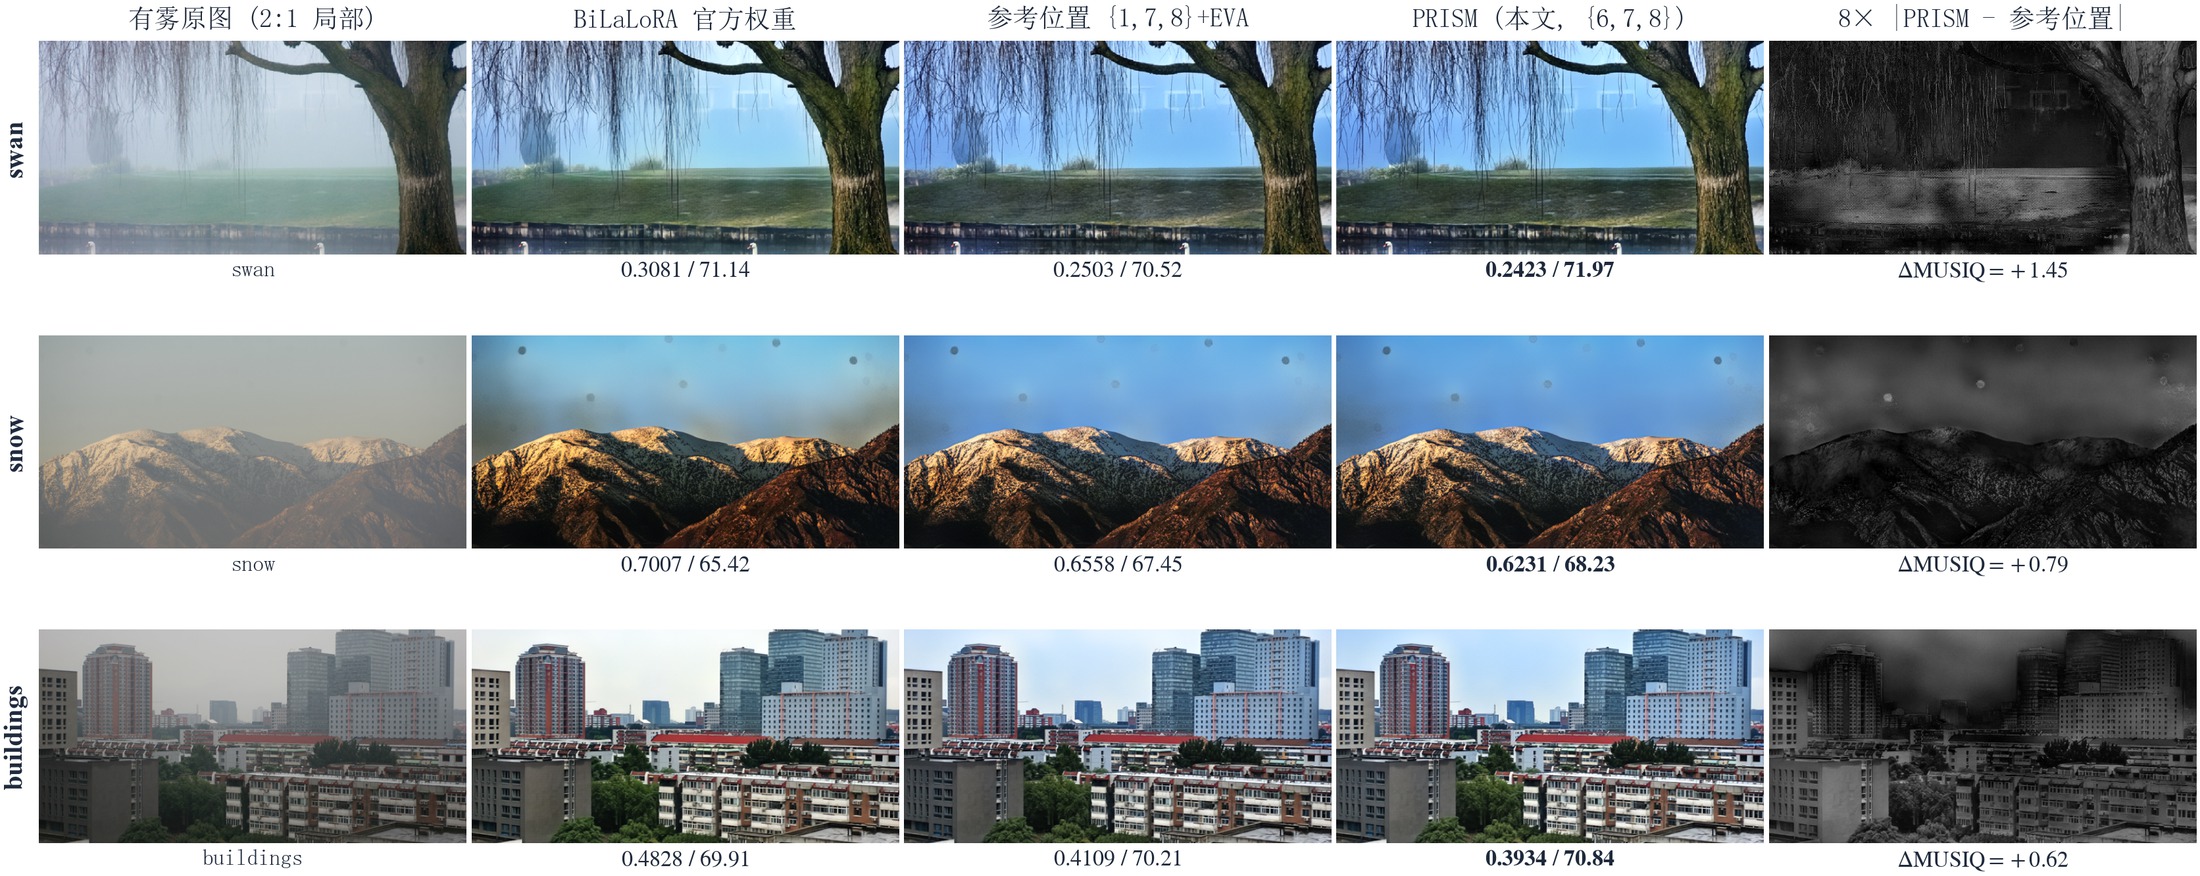 有雾原图 (2:1 局部)
BiLaLoRA 官方权重
参考位置 {1,7,8}+EVA
PRISM (本文, {6,7,8})
8× |PRISM - 参考位置|
swan
swan
0.3081 / 71.14
0.2503 / 70.52
0.2423 / 71.97
ΔMUSIQ = +1.45
snow
snow
0.7007 / 65.42
0.6558 / 67.45
0.6231 / 68.23
ΔMUSIQ = +0.79
buildings
buildings
0.4828 / 69.91
0.4109 / 70.21
0.3934 / 70.84
ΔMUSIQ = +0.62